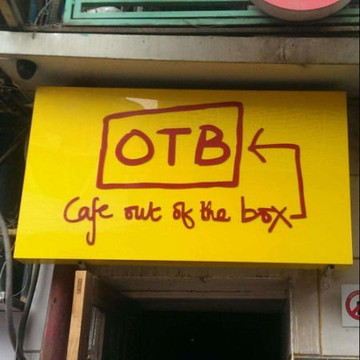 OTB
Cafe out of the box